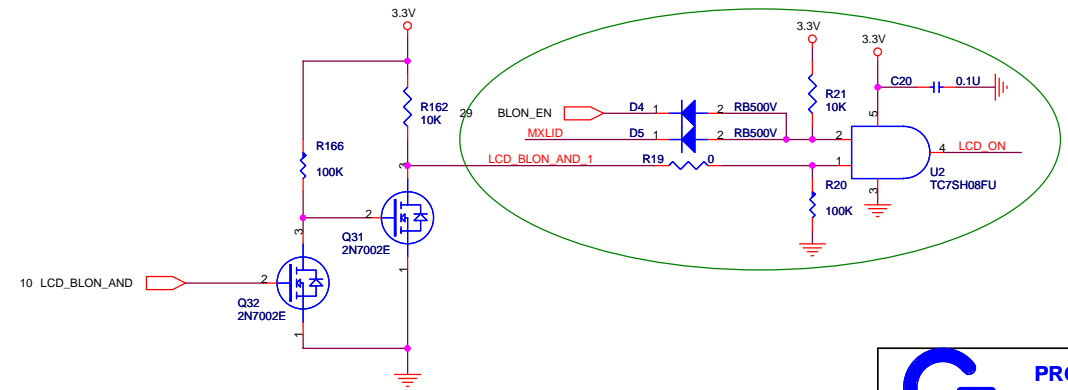 3.3V
3.3V
3.3V
R162
10K
29
BLON_EN
D4 1 2 RB500V
MXLID
D5 1 2 RB500V
R21
10K
C20 0.1U
5
2
1
4 LCD_ON
U2
TC7SH08FU
3
LCD_BLON_AND_1
R19 0
R20
100K
R166
100K
3
2
Q31
2N7002E
1
3
10 LCD_BLON_AND
2
Q32
2N7002E
1